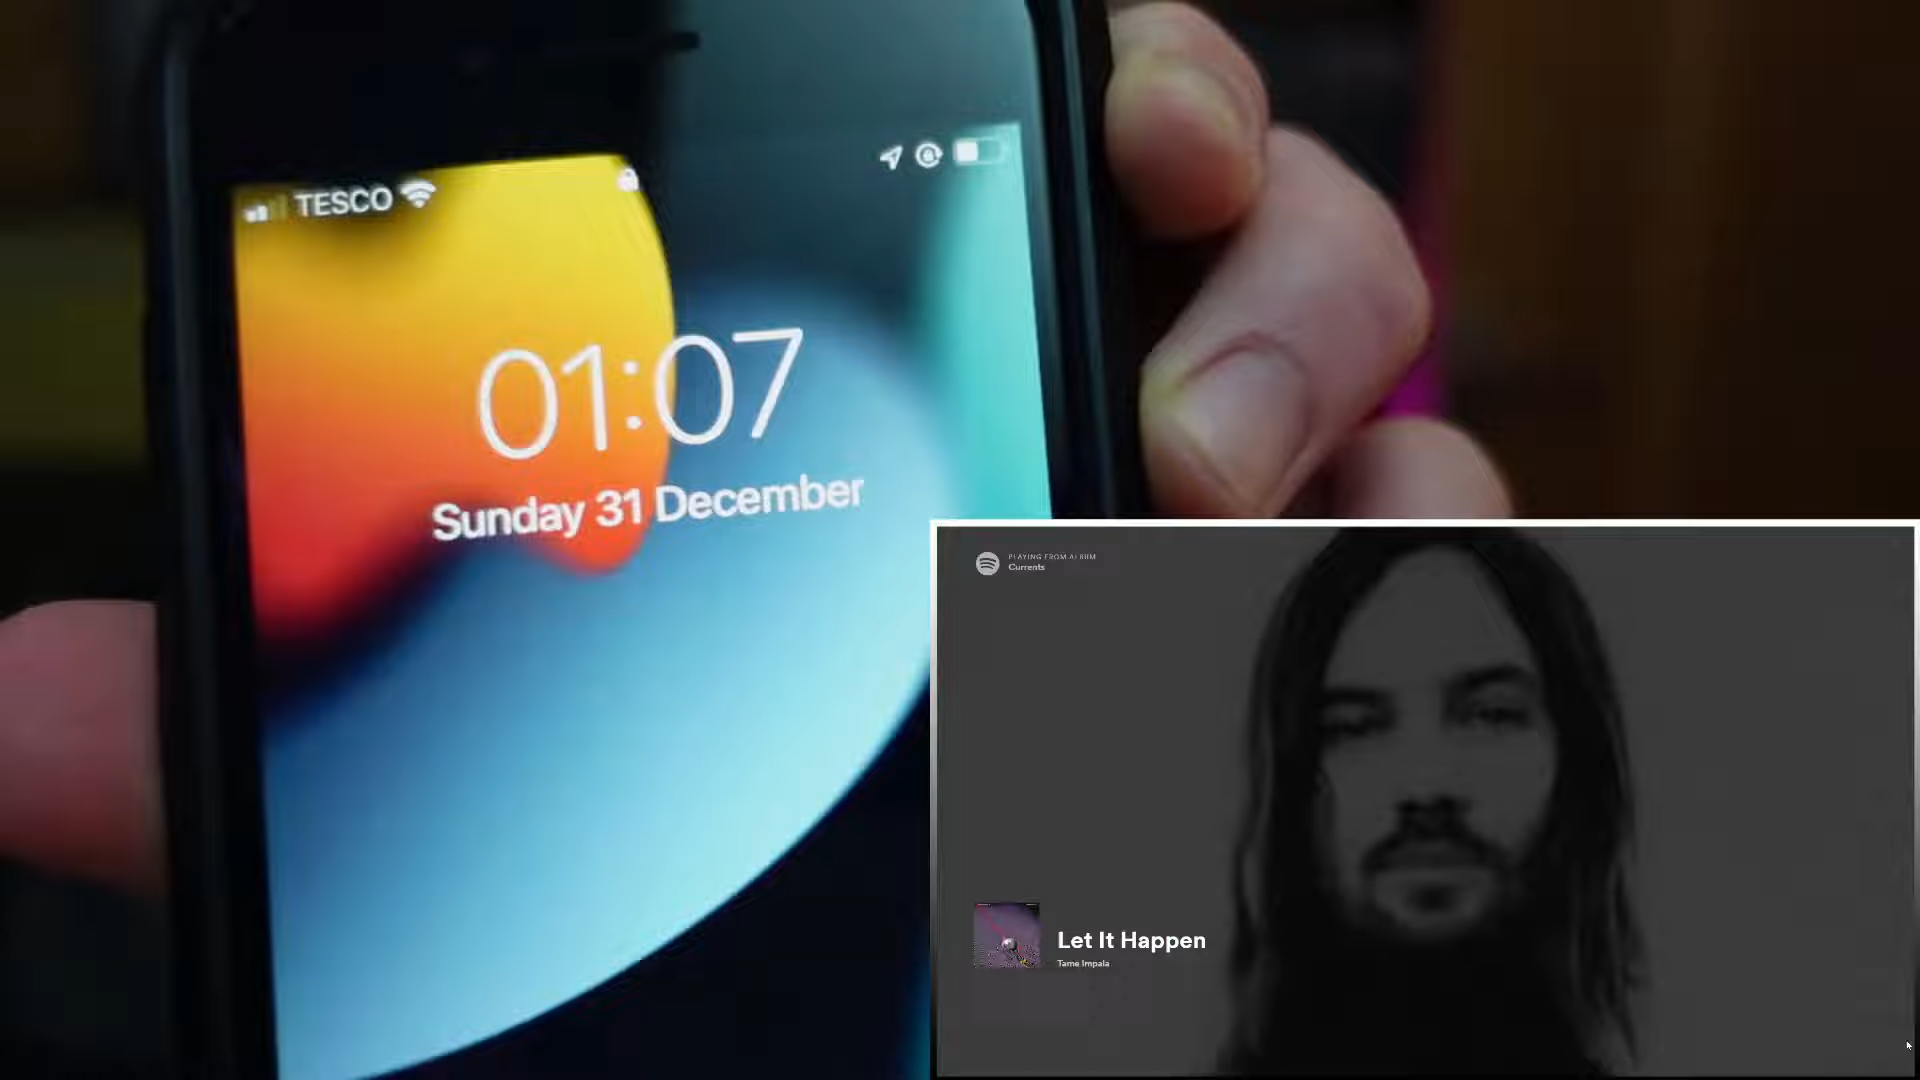 TESCO
01:07
Sunday 31 December
PLAYING FROM ALBUM
Currents
Let It Happen
Tame Impala